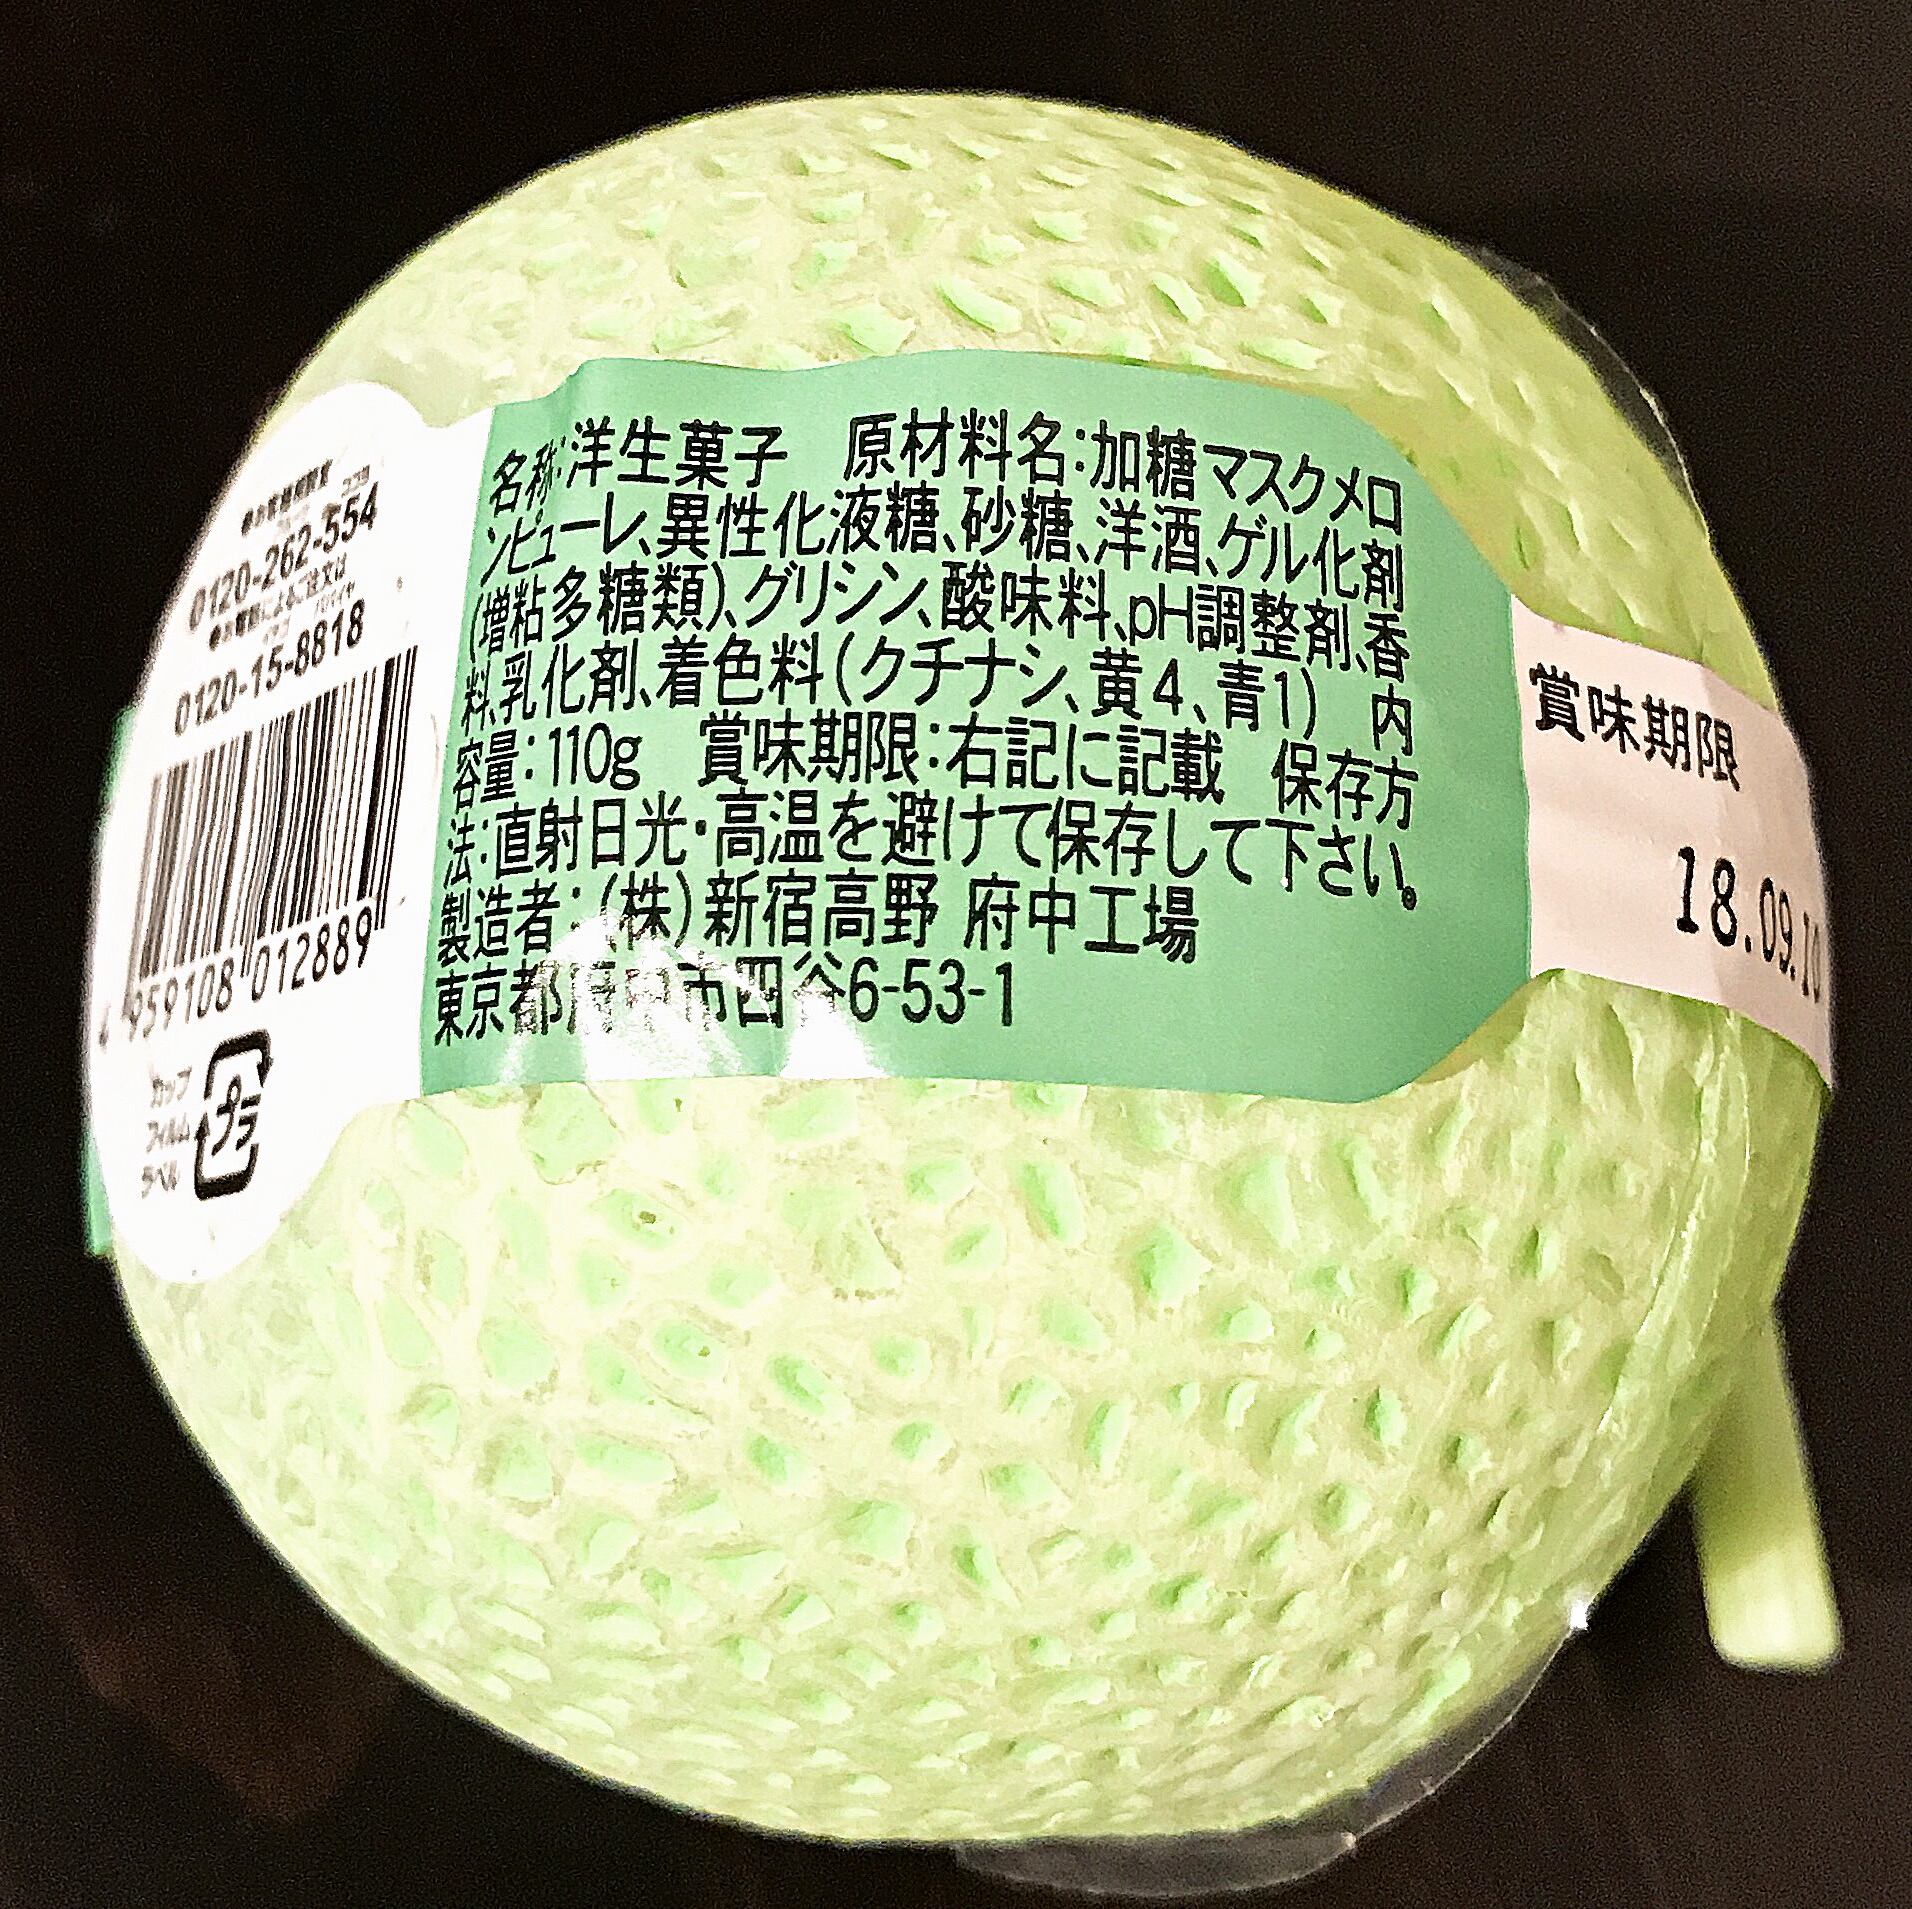 名称:洋生菓子　原材料名:加糖マスクメロ
ンピューレ、異性化液糖、砂糖、洋酒、ゲル化剤
(増粘多糖類)、グリシン、酸味料、pH調整剤、香
料、乳化剤、着色料(クチナシ、黄4、青1)　内
容量:110g　賞味期限:右記に記載　保存方
法:直射日光・高温を避けて保存して下さい。
製造者:(株)新宿高野 府中工場
東京都府中市四谷6-53-1
賞味期限
18.09.10
0120-262-554
0120-15-8818
4 959108 012889
カップ
フィルム
ラベル
プラ